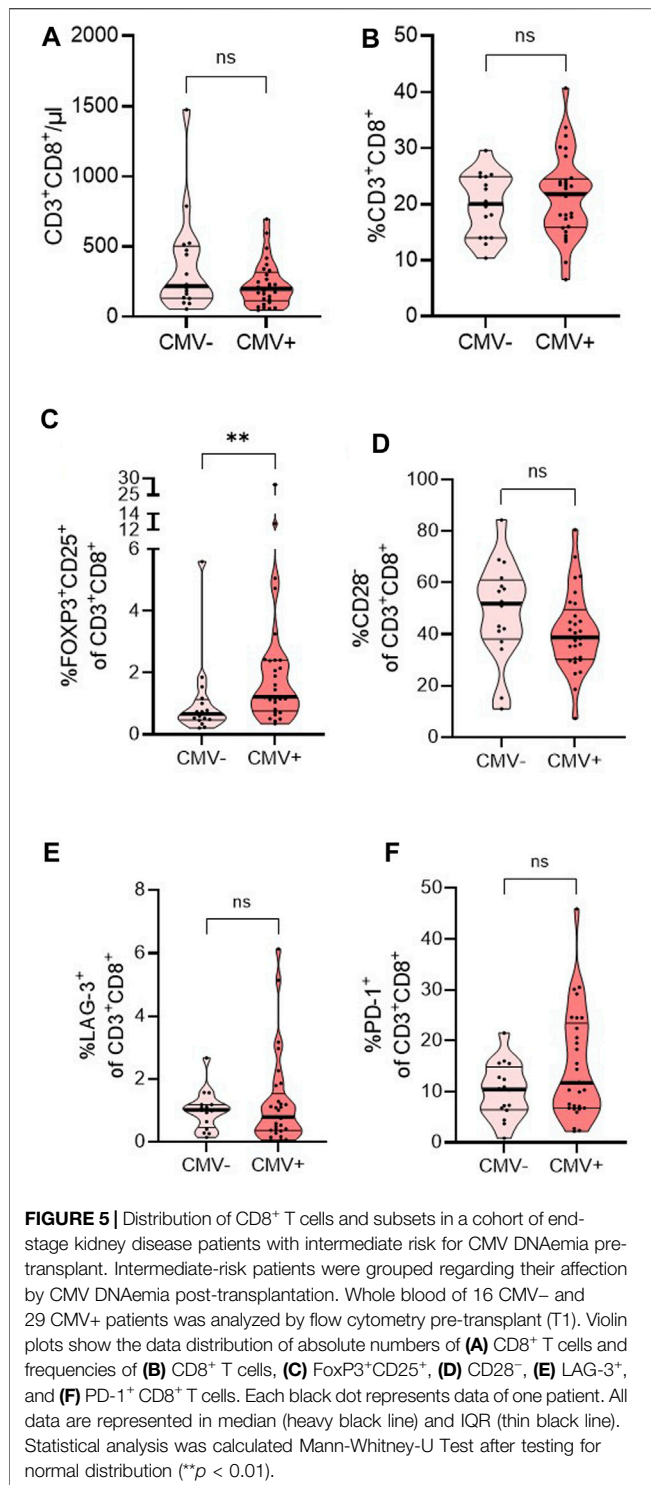 A
2000
1500
1000
500
0
CD3⁺CD8⁺/µl
ns
CMV-
CMV+
B
50
40
30
20
10
0
%CD3⁺CD8⁺
ns
CMV-
CMV+
C
30
25
14
12
6
4
2
0
%FOXP3⁺CD25⁺
of CD3⁺CD8⁺
**
CMV-
CMV+
D
100
80
60
40
20
0
%CD28⁻
of CD3⁺CD8⁺
ns
CMV-
CMV+
E
8
6
4
2
0
%LAG-3⁺
of CD3⁺CD8⁺
ns
CMV-
CMV+
F
50
40
30
20
10
0
%PD-1⁺
of CD3⁺CD8⁺
ns
CMV-
CMV+
FIGURE 5 | Distribution of CD8⁺ T cells and subsets in a cohort of end-
stage kidney disease patients with intermediate risk for CMV DNAemia pre-
transplant. Intermediate-risk patients were grouped regarding their affection
by CMV DNAemia post-transplantation. Whole blood of 16 CMV− and
29 CMV+ patients was analyzed by flow cytometry pre-transplant (T1). Violin
plots show the data distribution of absolute numbers of (A) CD8⁺ T cells and
frequencies of (B) CD8⁺ T cells, (C) FoxP3⁺CD25⁺, (D) CD28⁻, (E) LAG-3⁺,
and (F) PD-1⁺ CD8⁺ T cells. Each black dot represents data of one patient. All
data are represented in median (heavy black line) and IQR (thin black line).
Statistical analysis was calculated Mann-Whitney-U Test after testing for
normal distribution (**p < 0.01).